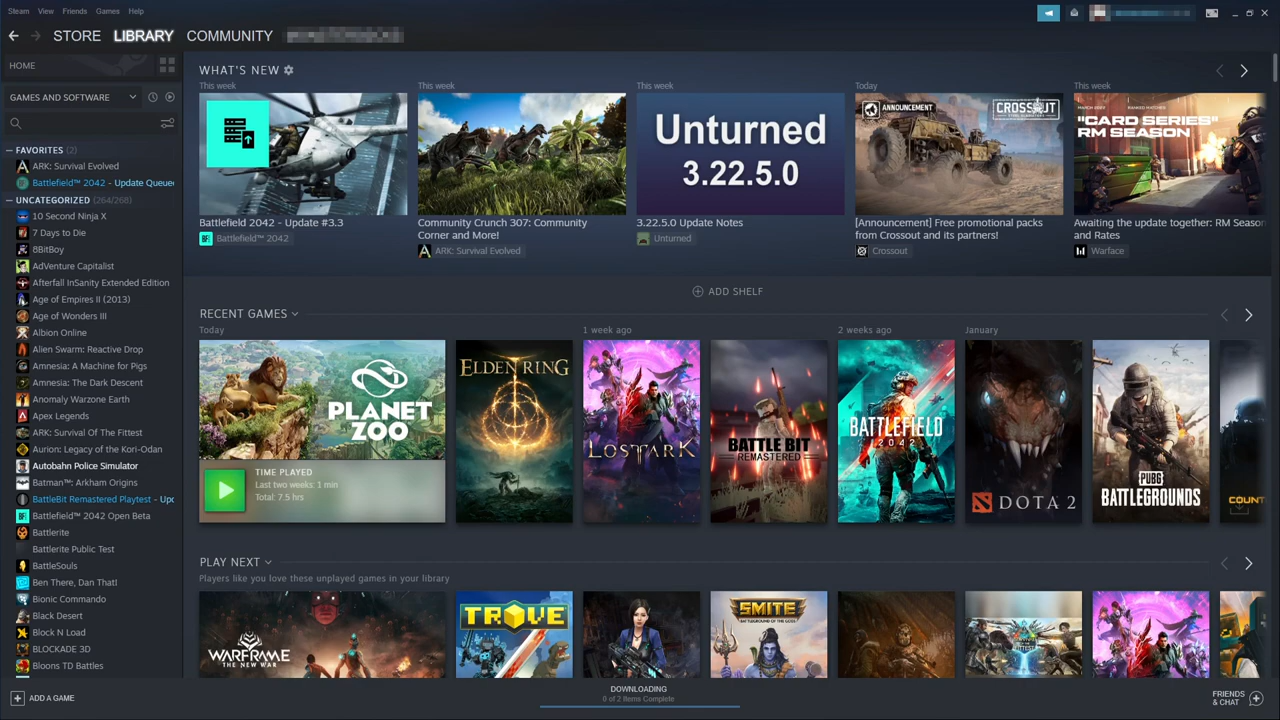 Steam View Friends Games Help
STORE LIBRARY COMMUNITY
HOME
GAMES AND SOFTWARE
FAVORITES (2)
ARK: Survival Evolved
Battlefield™ 2042 - Update Queue
UNCATEGORIZED (264/266)
10 Second Ninja X
7 Days to Die
8BitBoy
AdVenture Capitalist
Afterfall InSanity Extended Edition
Age of Empires II (2013)
Age of Wonders III
Albion Online
Alien Swarm: Reactive Drop
Amnesia: A Machine for Pigs
Amnesia: The Dark Descent
Anomaly Warzone Earth
Apex Legends
ARK: Survival Of The Fittest
Aurion: Legacy of the Kori-Odan
Autobahn Police Simulator
Batman™: Arkham Origins
BattleBit Remastered Playtest - Upd
Battlefield™ 2042 Open Beta
Battlerite
Battlerite Public Test
BattleSouls
Ben There, Dan That!
Bionic Commando
Black Desert
Block N Load
BLOCKADE 3D
Bloons TD Battles
WHAT'S NEW
This week
Battlefield 2042 - Update #3.3
BF Battlefield™ 2042
This week
Community Crunch 307: Community
Corner and More!
ARK: Survival Evolved
This week
Unturned
3.22.5.0
3.22.5.0 Update Notes
Unturned
Today
ANNOUNCEMENT
CROSSOUT
[Announcement] Free promotional packs
from Crossout and its partners!
Crossout
This week
MARCH 2022 RANKED MATCHES
"CARD SERIES"
RM SEASON
Awaiting the update together: RM Season
and Rates
Warface
ADD SHELF
RECENT GAMES
Today
PLANET
ZOO
TIME PLAYED
Last two weeks: 1 min
Total: 7.5 hrs
ELDEN RING
1 week ago
LOST ARK
BATTLE BIT
REMASTERED
2 weeks ago
BATTLEFIELD
2042
January
DOTA 2
PUBG
BATTLEGROUNDS
COUNT
PLAY NEXT
Players like you love these unplayed games in your library
WARFRAME
THE NEW WAR
TROVE
SMITE
BATTLEGROUND OF THE GODS
ADD A GAME
DOWNLOADING
0 of 2 Items Complete
FRIENDS
& CHAT